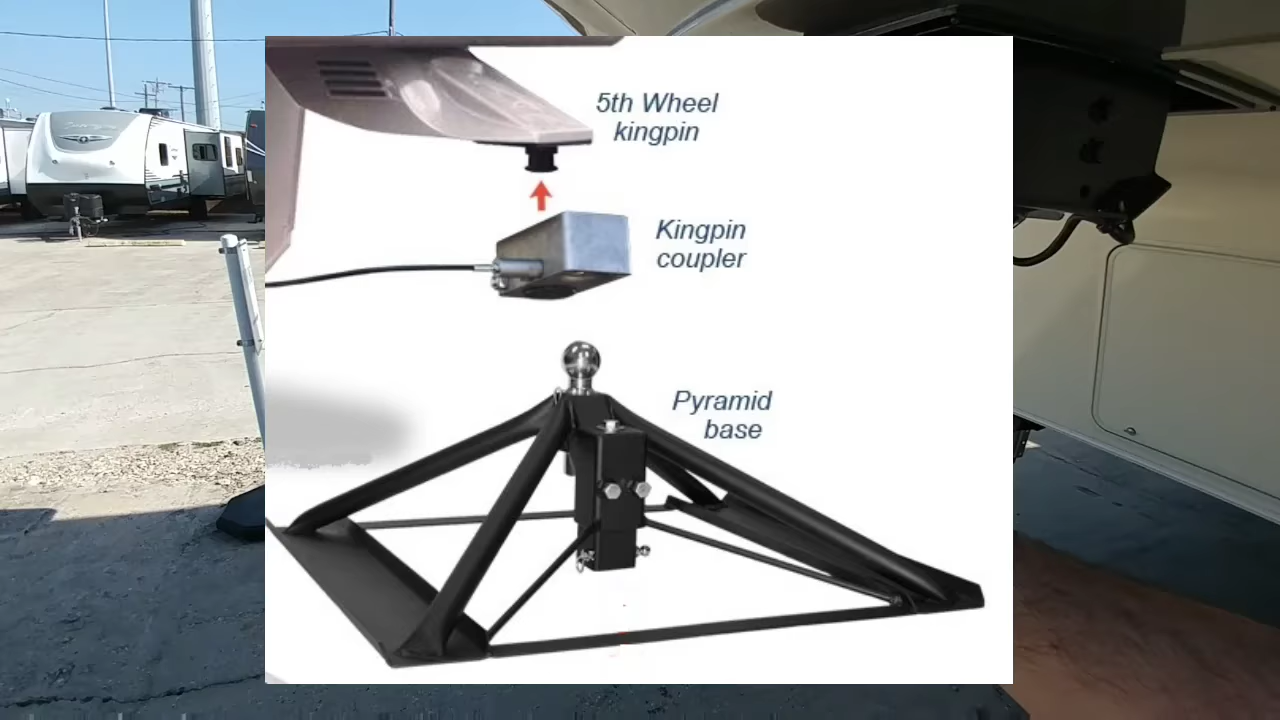 5th Wheel
kingpin
Kingpin
coupler
Pyramid
base